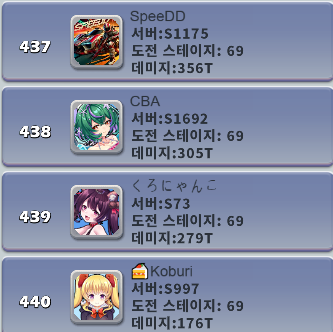 437
SpeeDD
서버:S1175
도전 스테이지: 69
데미지:356T
438
CBA
서버:S1692
도전 스테이지: 69
데미지:305T
439
くろにゃんこ
서버:S73
도전 스테이지: 69
데미지:279T
440
Koburi
서버:S997
도전 스테이지: 69
데미지:176T